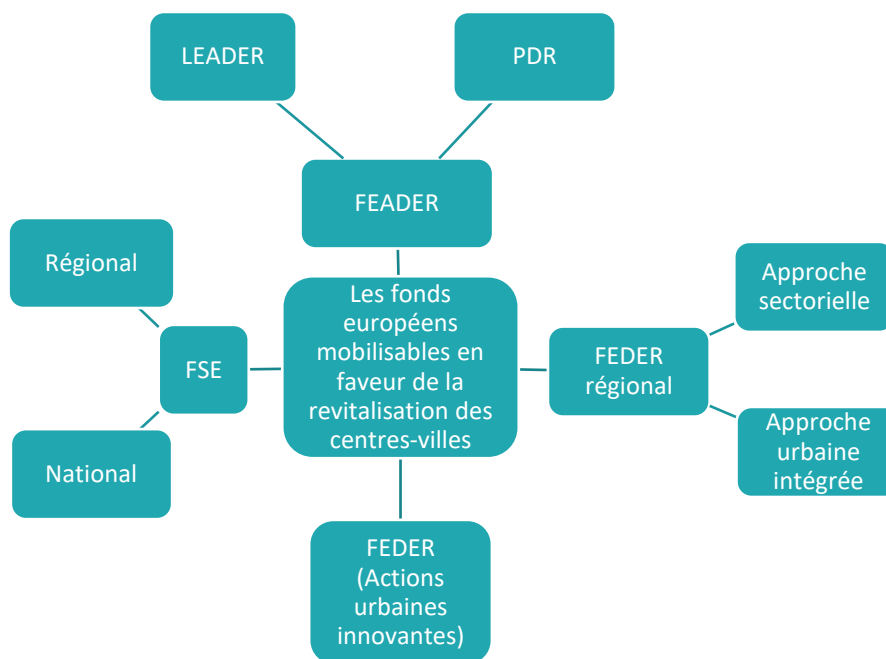 LEADER
PDR
FEADER
Régional
Les fonds
européens
mobilisables en
faveur de la
revitalisation des
centres-villes
Approche
sectorielle
FSE
FEDER
régional
National
Approche
urbaine
intégrée
FEDER
(Actions
urbaines
innovantes)